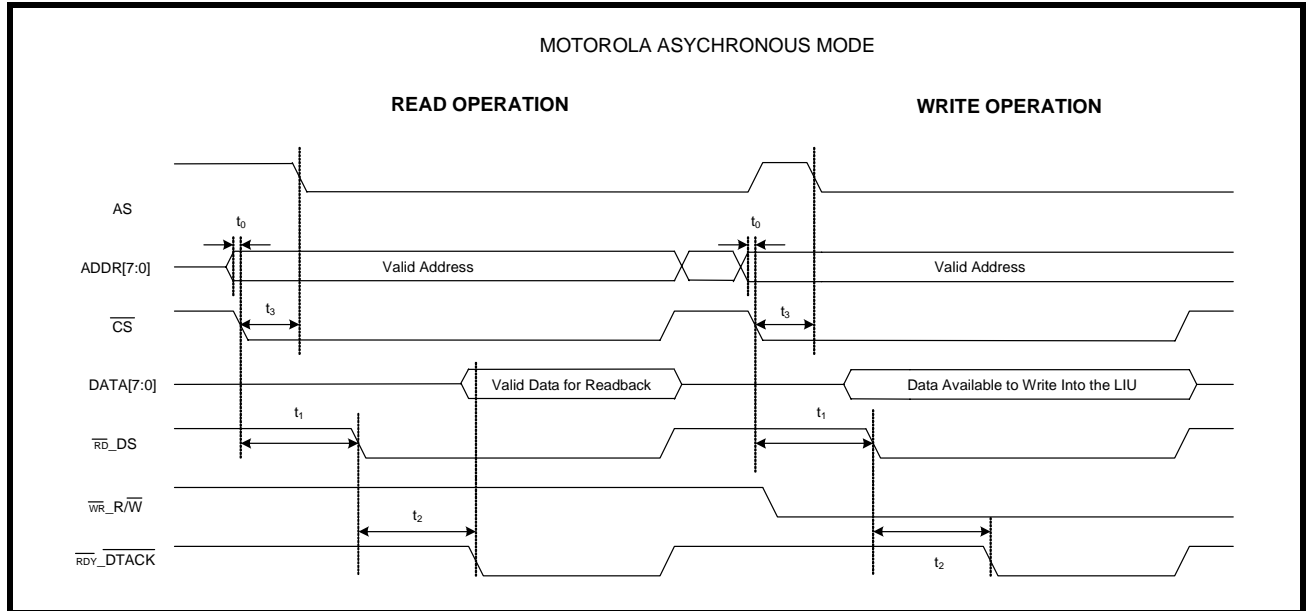 MOTOROLA ASYCHRONOUS MODE
READ OPERATION
WRITE OPERATION
AS
t0
t0
ADDR[7:0]
Valid Address
Valid Address
CS
t3
t3
DATA[7:0]
Valid Data for Readback
Data Available to Write Into the LIU
t1
t1
RD_DS
WR_R/W
t2
t2
RDY_DTACK